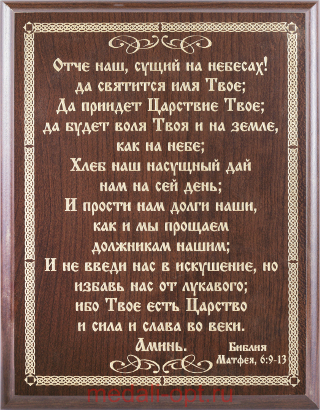 Отче наш, сущий на небесах!
да святится имя Твое;
Да приидет Царствие Твое;
да будет воля Твоя и на земле,
как на небе;
Хлеб наш насущный дай
нам на сей день;
И прости нам долги наши,
как и мы прощаем
должникам нашим;
И не введи нас в искушение, но
избавь нас от лукавого;
ибо Твое есть Царство
и сила и слава во веки.
Аминь.
Библия
Матфея, 6:9-13
medali-opt.ru